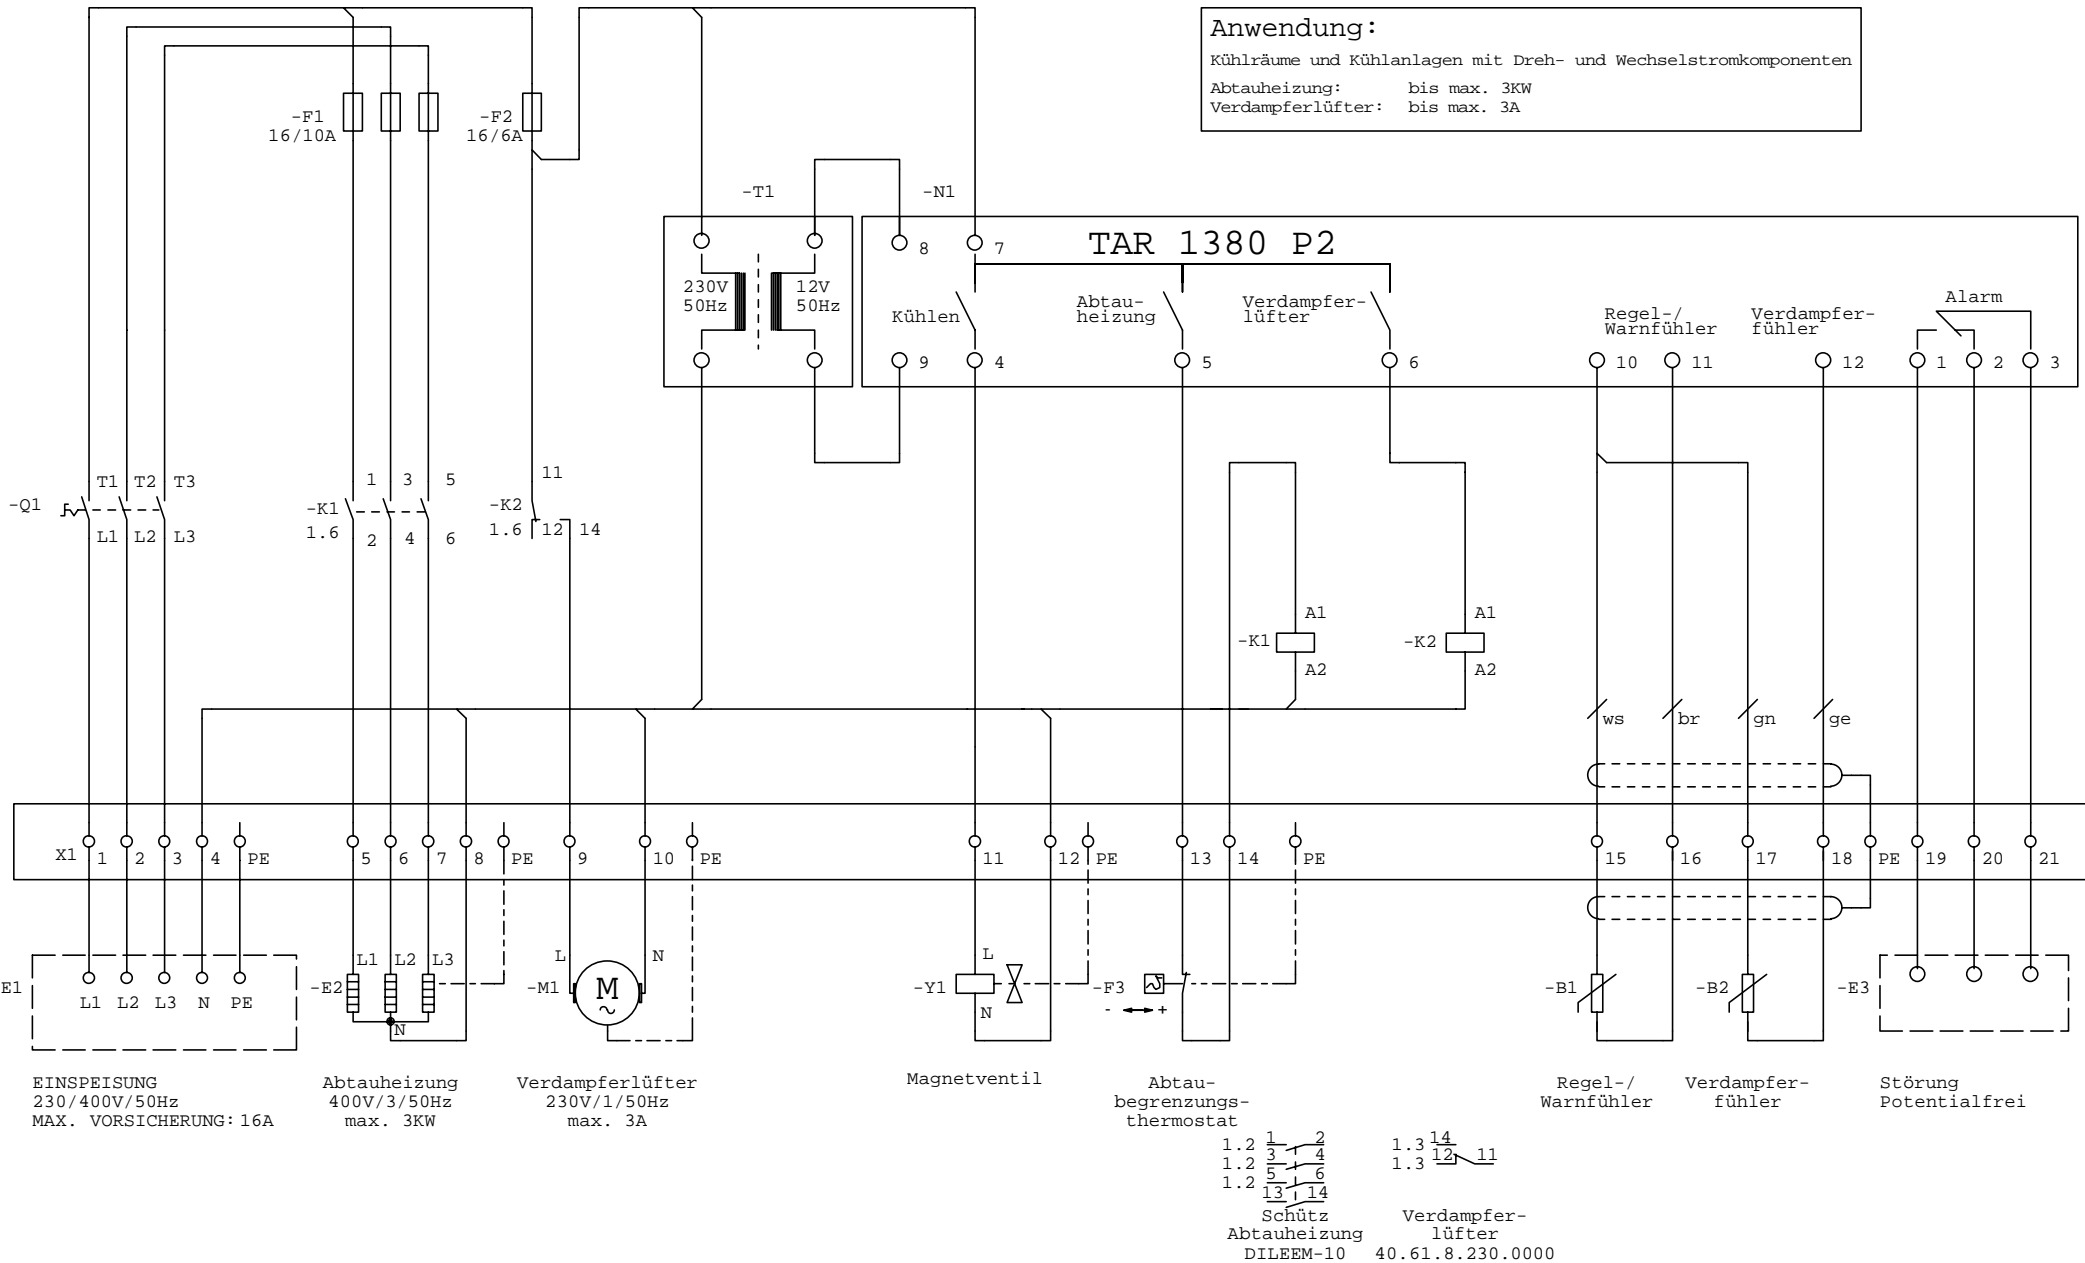 Anwendung:
Kühlräume und Kühlanlagen mit Dreh- und Wechselstromkomponenten
Abtauheizung: bis max. 3KW
Verdampferlüfter: bis max. 3A
-F1
16/10A
-F2
16/6A
-T1
-N1
8
7
TAR 1380 P2
230V
50Hz
12V
50Hz
Kühlen
Abtau-
heizung
Verdampfer-
lüfter
Regel-/
Warnfühler
Verdampfer-
fühler
Alarm
9 4 5 6 10 11 12 1 2 3
-Q1
T1 T2 T3
L1 L2 L3
-K1
1.6
1 3 5
2 4 6
-K2
1.6
11
12 14
-K1
A1
A2
-K2
A1
A2
ws br gn ge
X1 1 2 3 4 PE 5 6 7 8 PE 9 10 PE 11 12 PE 13 14 PE 15 16 17 18 PE 19 20 21
E1
L1 L2 L3 N PE
-E2
L1 L2 L3
N
-M1
L N
M
~
-Y1
L
N
-F3
- +
-B1
-B2
-E3
EINSPEISUNG
230/400V/50Hz
MAX. VORSICHERUNG:16A
Abtauheizung
400V/3/50Hz
max. 3KW
Verdampferlüfter
230V/1/50Hz
max. 3A
Magnetventil
Abtau-
begrenzungs-
thermostat
Regel-/
Warnfühler
Verdampfer-
fühler
Störung
Potentialfrei
1.2 1 2
1.2 3 4
1.2 5 6
13 14
Schütz
Abtauheizung
DILEEM-10
1.3 14
1.3 12 11
Verdampfer-
lüfter
40.61.8.230.0000